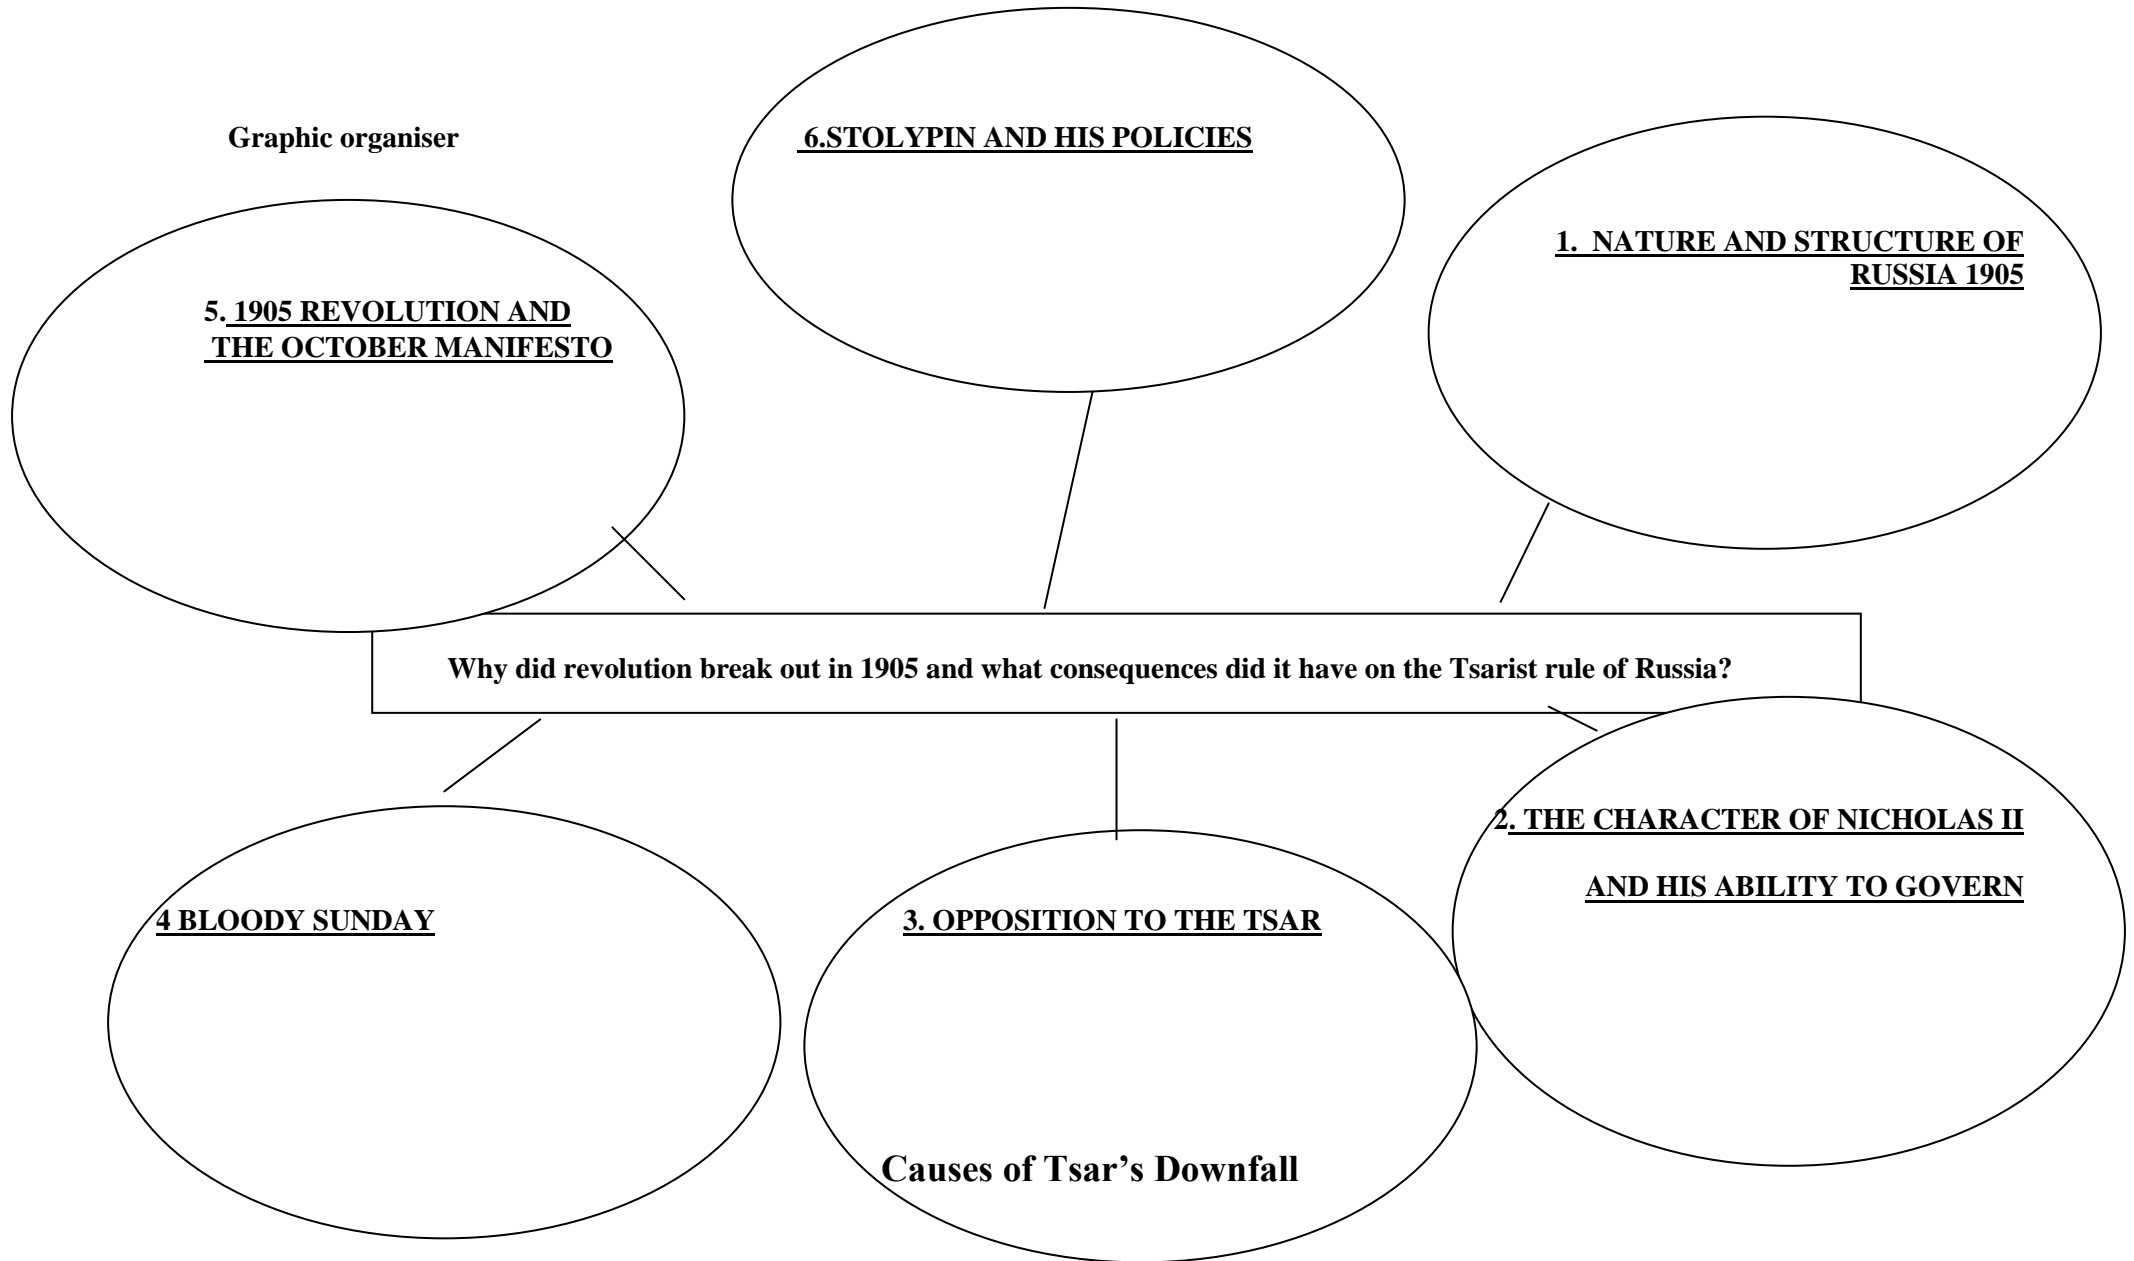 Graphic organiser
6.STOLYPIN AND HIS POLICIES
1. NATURE AND STRUCTURE OF
RUSSIA 1905
5. 1905 REVOLUTION AND
THE OCTOBER MANIFESTO
Why did revolution break out in 1905 and what consequences did it have on the Tsarist rule of Russia?
2. THE CHARACTER OF NICHOLAS II
AND HIS ABILITY TO GOVERN
4 BLOODY SUNDAY
3. OPPOSITION TO THE TSAR
Causes of Tsar’s Downfall